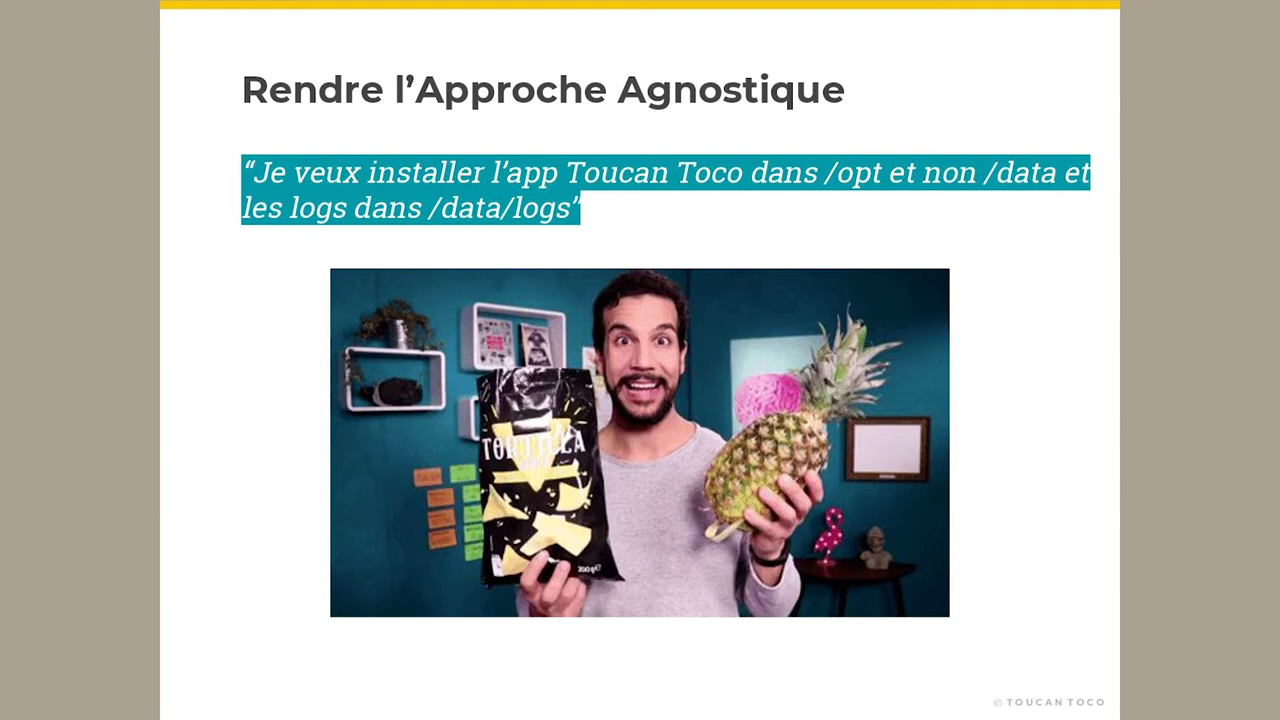 Rendre l’Approche Agnostique
“Je veux installer l’app Toucan Toco dans /opt et non /data et
les logs dans /data/logs”
TORTILLA
© TOUCAN TOCO